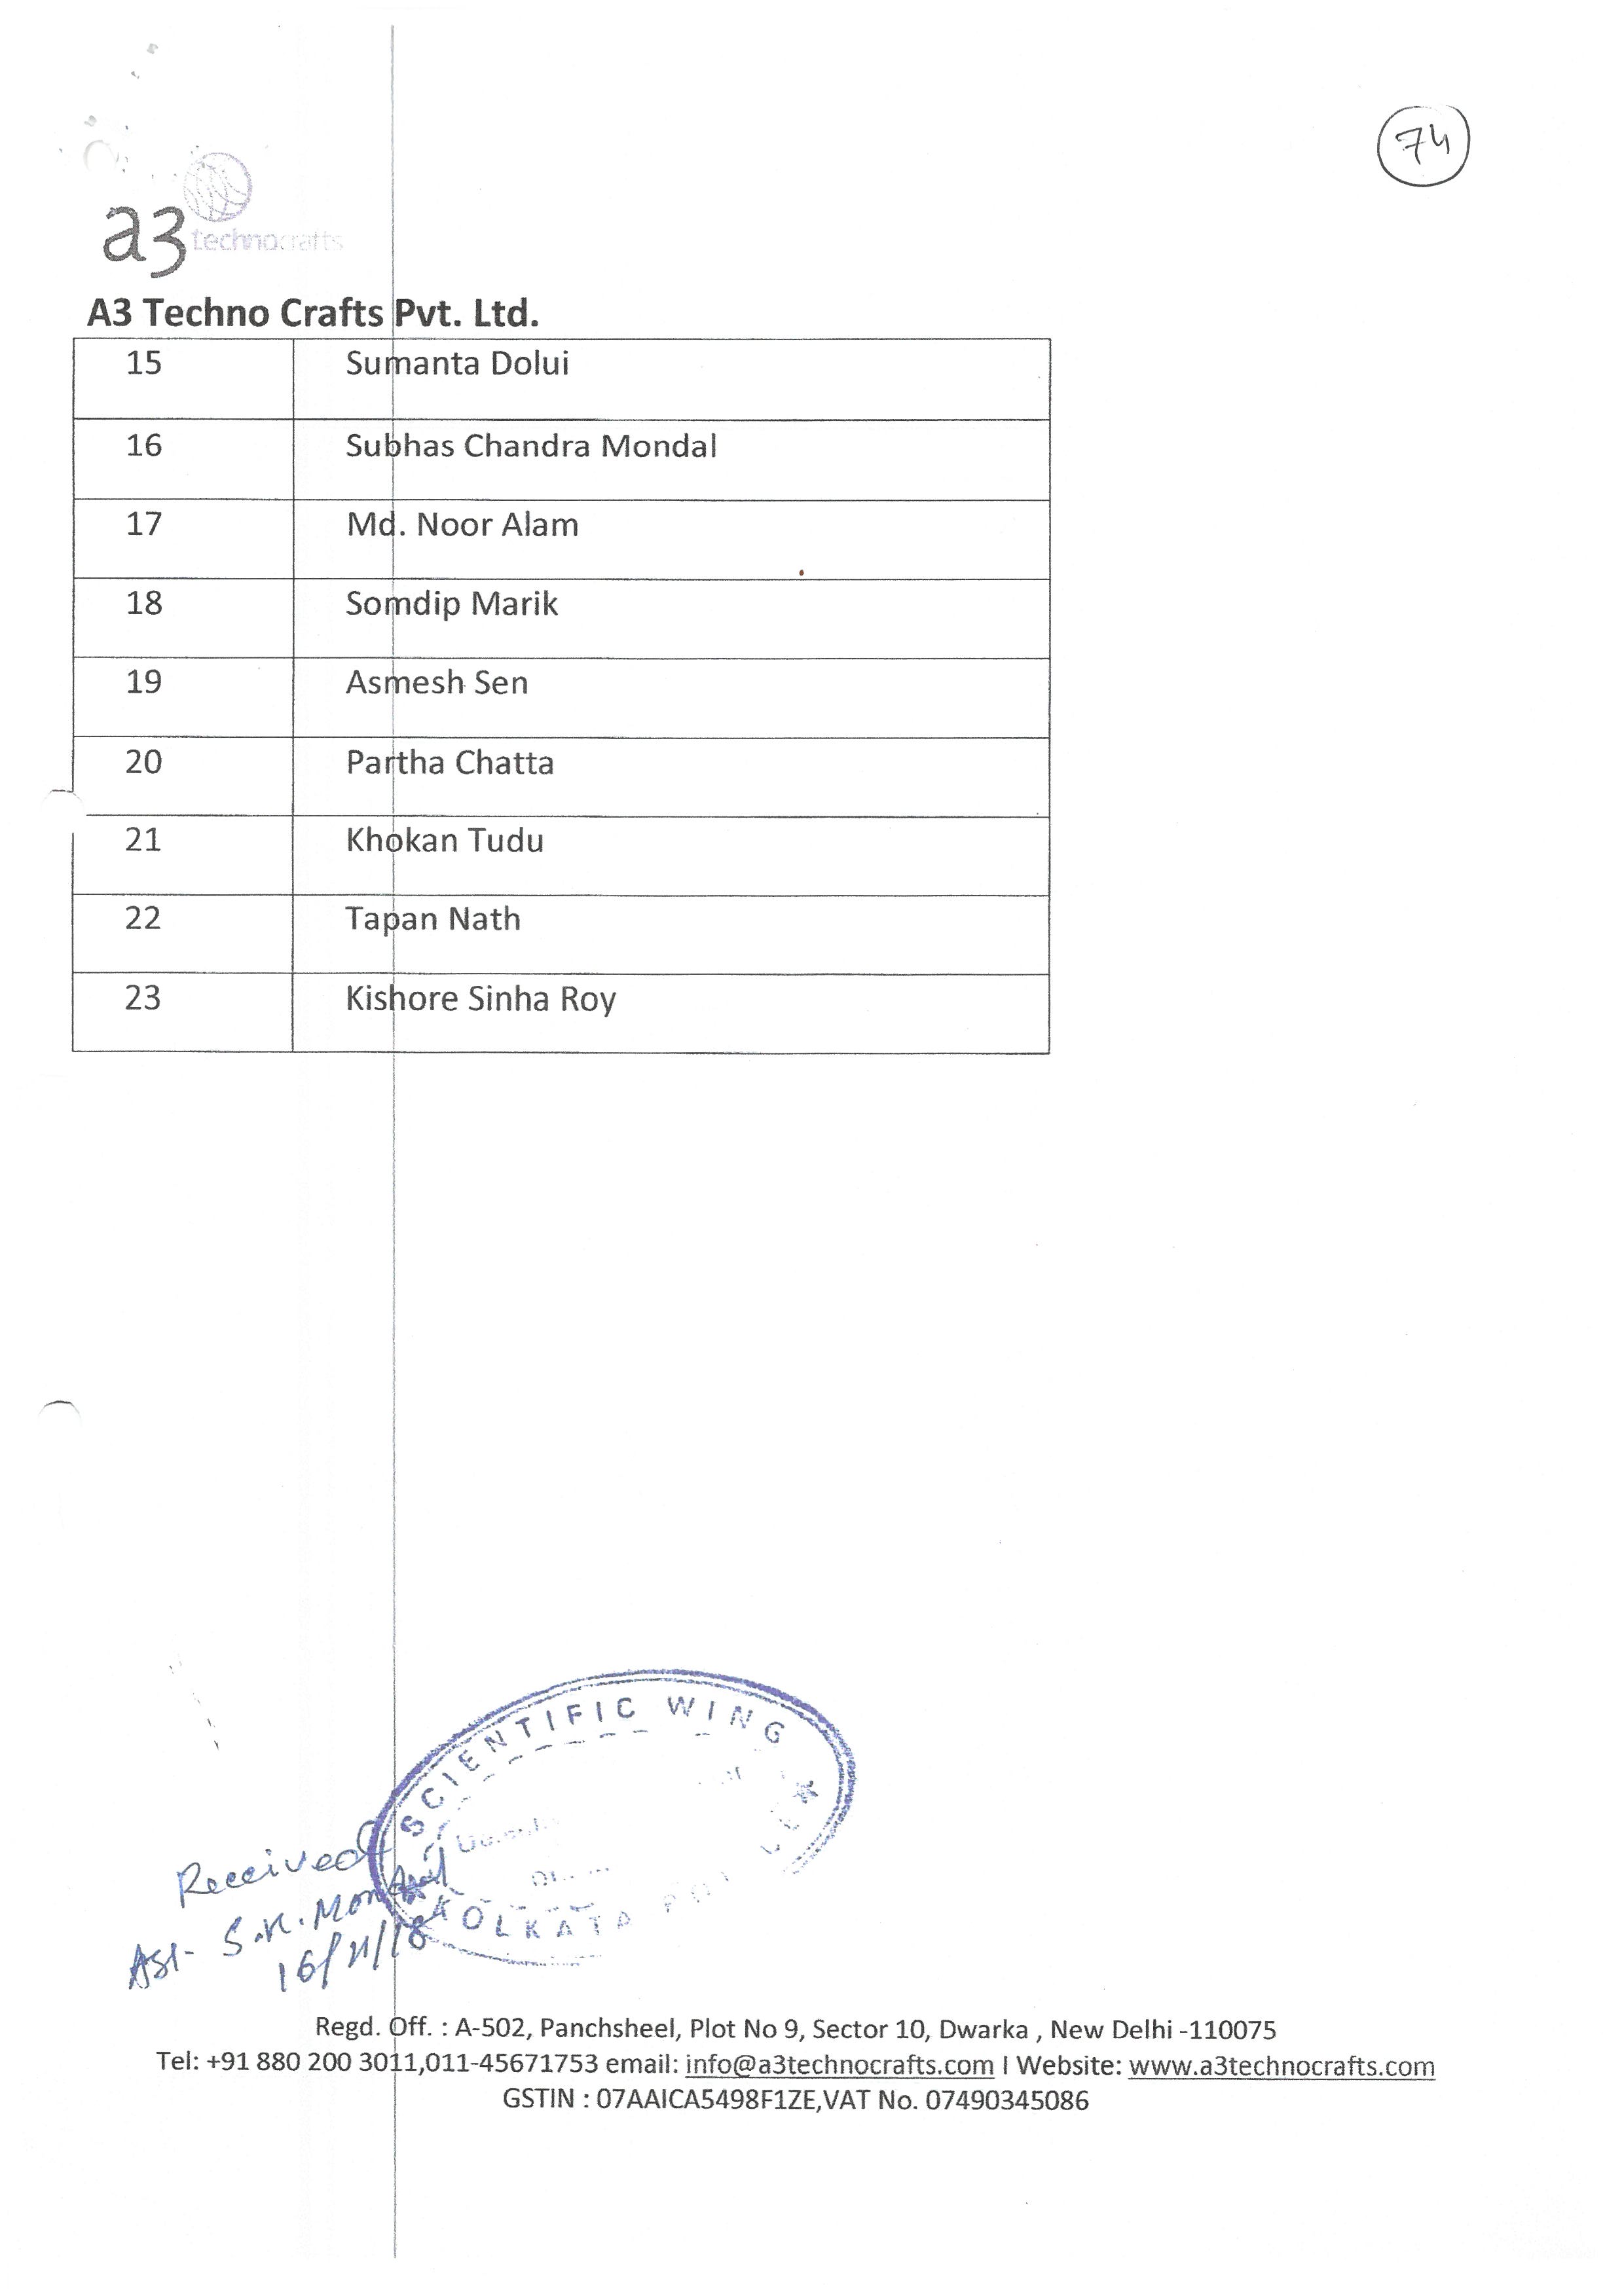 74
a3 technocrafts
A3 Techno Crafts Pvt. Ltd.
15 Sumanta Dolui
16 Subhas Chandra Mondal
17 Md. Noor Alam
18 Somdip Marik
19 Asmesh Sen
20 Partha Chatta
21 Khokan Tudu
22 Tapan Nath
23 Kishore Sinha Roy
SCIENTIFIC WING
KOLKATA POLICE
Received
ASI- S.K. Mondal
16/11/18
Regd. Off. : A-502, Panchsheel, Plot No 9, Sector 10, Dwarka , New Delhi -110075
Tel: +91 880 200 3011,011-45671753 email: info@a3technocrafts.com I Website: www.a3technocrafts.com
GSTIN : 07AAICA5498F1ZE,VAT No. 07490345086